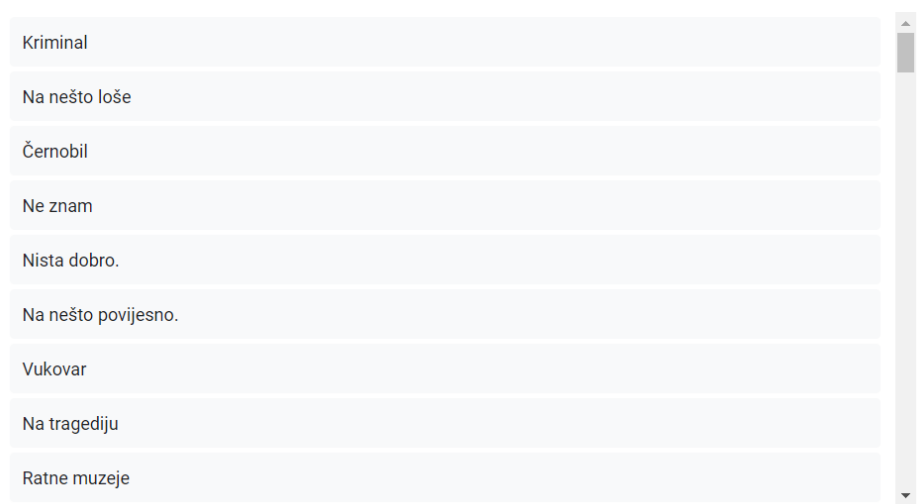 Kriminal
Na nešto loše
Černobil
Ne znam
Nista dobro.
Na nešto povijesno.
Vukovar
Na tragediju
Ratne muzeje